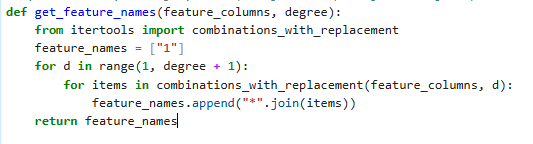 def get_feature_names(feature_columns, degree):
    from itertools import combinations_with_replacement
    feature_names = ["1"]
    for d in range(1, degree + 1):
        for items in combinations_with_replacement(feature_columns, d):
            feature_names.append("*".join(items))
    return feature_names